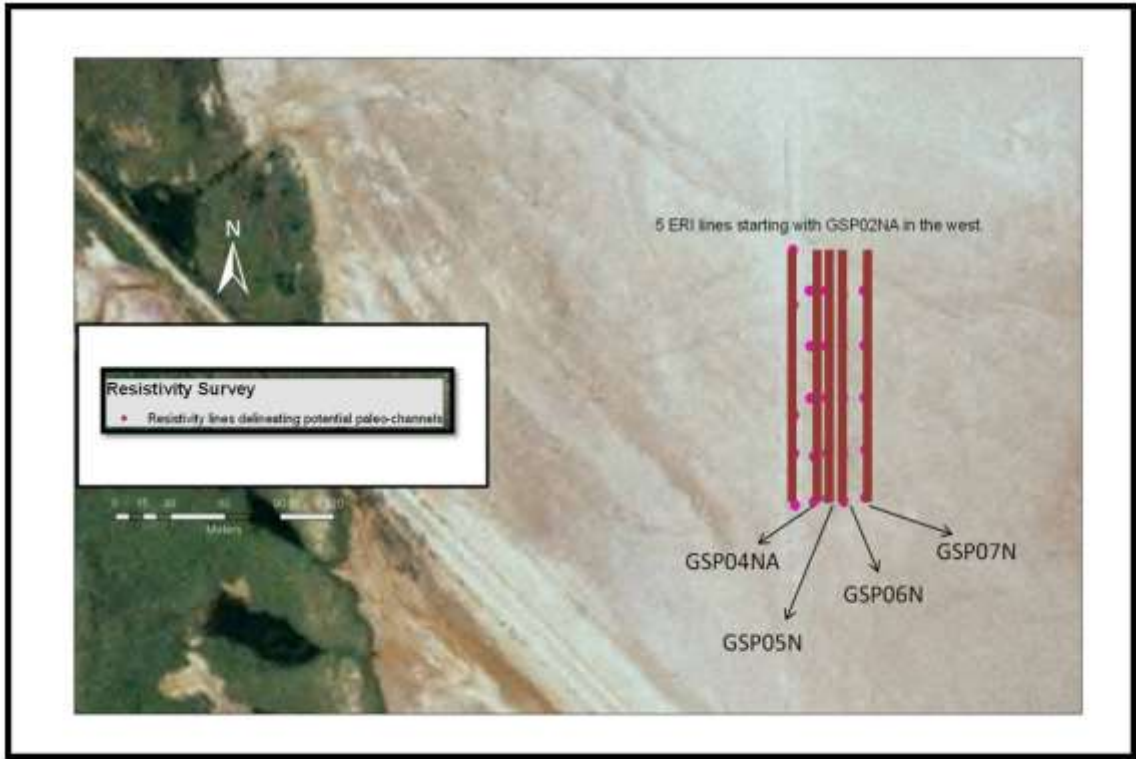 5 ERI lines starting with GSP02NA in the west.
N
Resistivity Survey
Resistivity lines delineating potential paleo-channels
Meters
GSP04NA
GSP07N
GSP06N
GSP05N